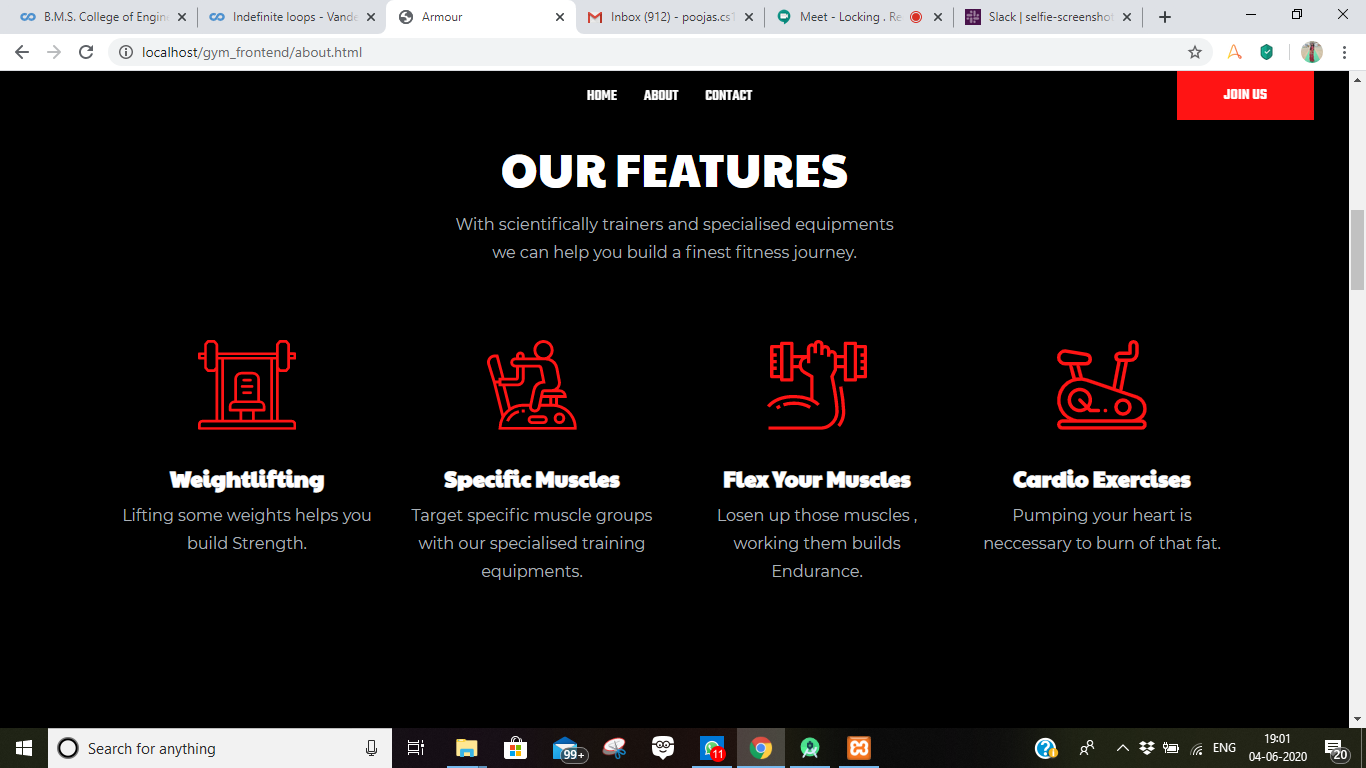 B.M.S. College of Engin
Indefinite loops - Vande
Armour
Inbox (912) - poojas.cs1
Meet - Locking . Re
Slack | selfie-screenshot
localhost/gym_frontend/about.html
HOME ABOUT CONTACT
JOIN US
OUR FEATURES
With scientifically trainers and specialised equipments
we can help you build a finest fitness journey.
Weightlifting
Lifting some weights helps you
build Strength.
Specific Muscles
Target specific muscle groups
with our specialised training
equipments.
Flex Your Muscles
Losen up those muscles ,
working them builds
Endurance.
Cardio Exercises
Pumping your heart is
neccessary to burn of that fat.
Search for anything
99+
11
ENG
19:01
04-06-2020
20